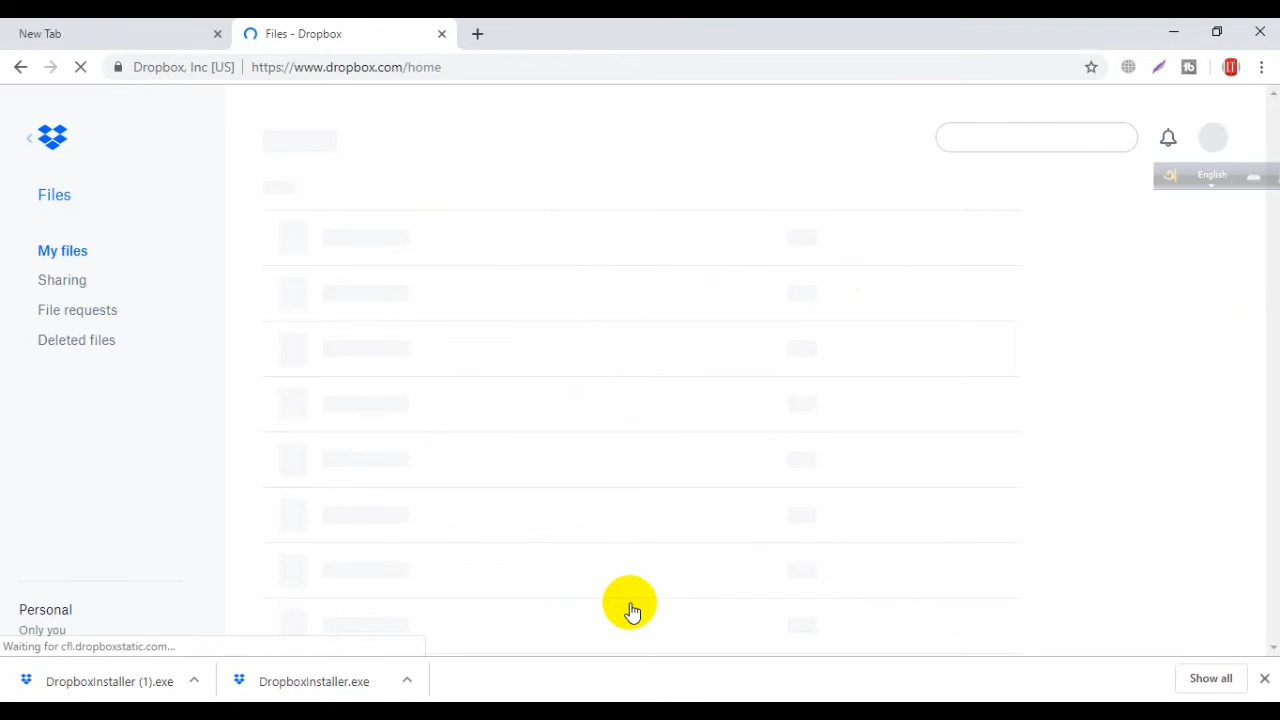 New Tab
Files - Dropbox
Dropbox, Inc [US] | https://www.dropbox.com/home
অ English
Files
My files
Sharing
File requests
Deleted files
Personal
Only you
Waiting for cfl.dropboxstatic.com...
DropboxInstaller (1).exe
DropboxInstaller.exe
Show all